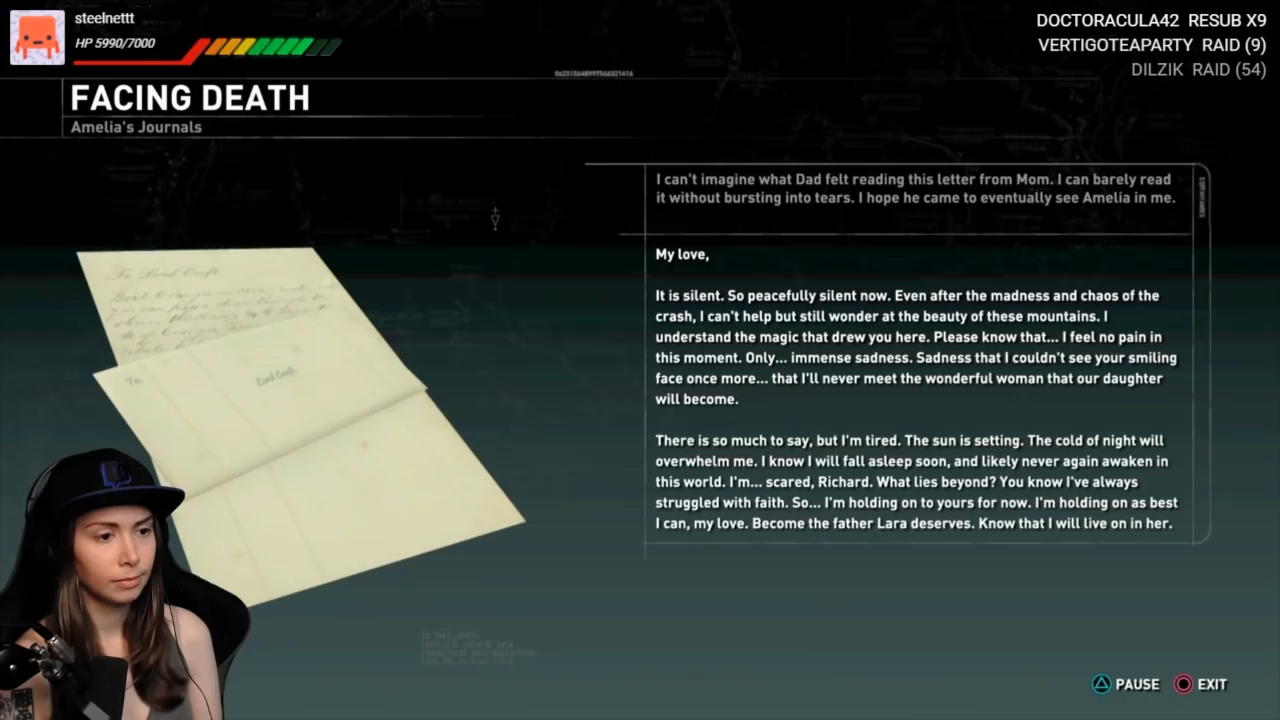 steelnettt
HP 5990/7000
DOCTORACULA42 RESUB X9
VERTIGOTEAPARTY RAID (9)
DILZIK RAID (54)
FACING DEATH
Amelia's Journals
I can't imagine what Dad felt reading this letter from Mom. I can barely read
it without bursting into tears. I hope he came to eventually see Amelia in me.
My love,
It is silent. So peacefully silent now. Even after the madness and chaos of the
crash, I can't help but still wonder at the beauty of these mountains. I
understand the magic that drew you here. Please know that... I feel no pain in
this moment. Only... immense sadness. Sadness that I couldn't see your smiling
face once more... that I'll never meet the wonderful woman that our daughter
will become.
There is so much to say, but I'm tired. The sun is setting. The cold of night will
overwhelm me. I know I will fall asleep soon, and likely never again awaken in
this world. I'm... scared, Richard. What lies beyond? You know I've always
struggled with faith. So... I'm holding on to yours for now. I'm holding on as best
I can, my love. Become the father Lara deserves. Know that I will live on in her.
To Lord Croft
To:
Lord Croft
PAUSE
EXIT